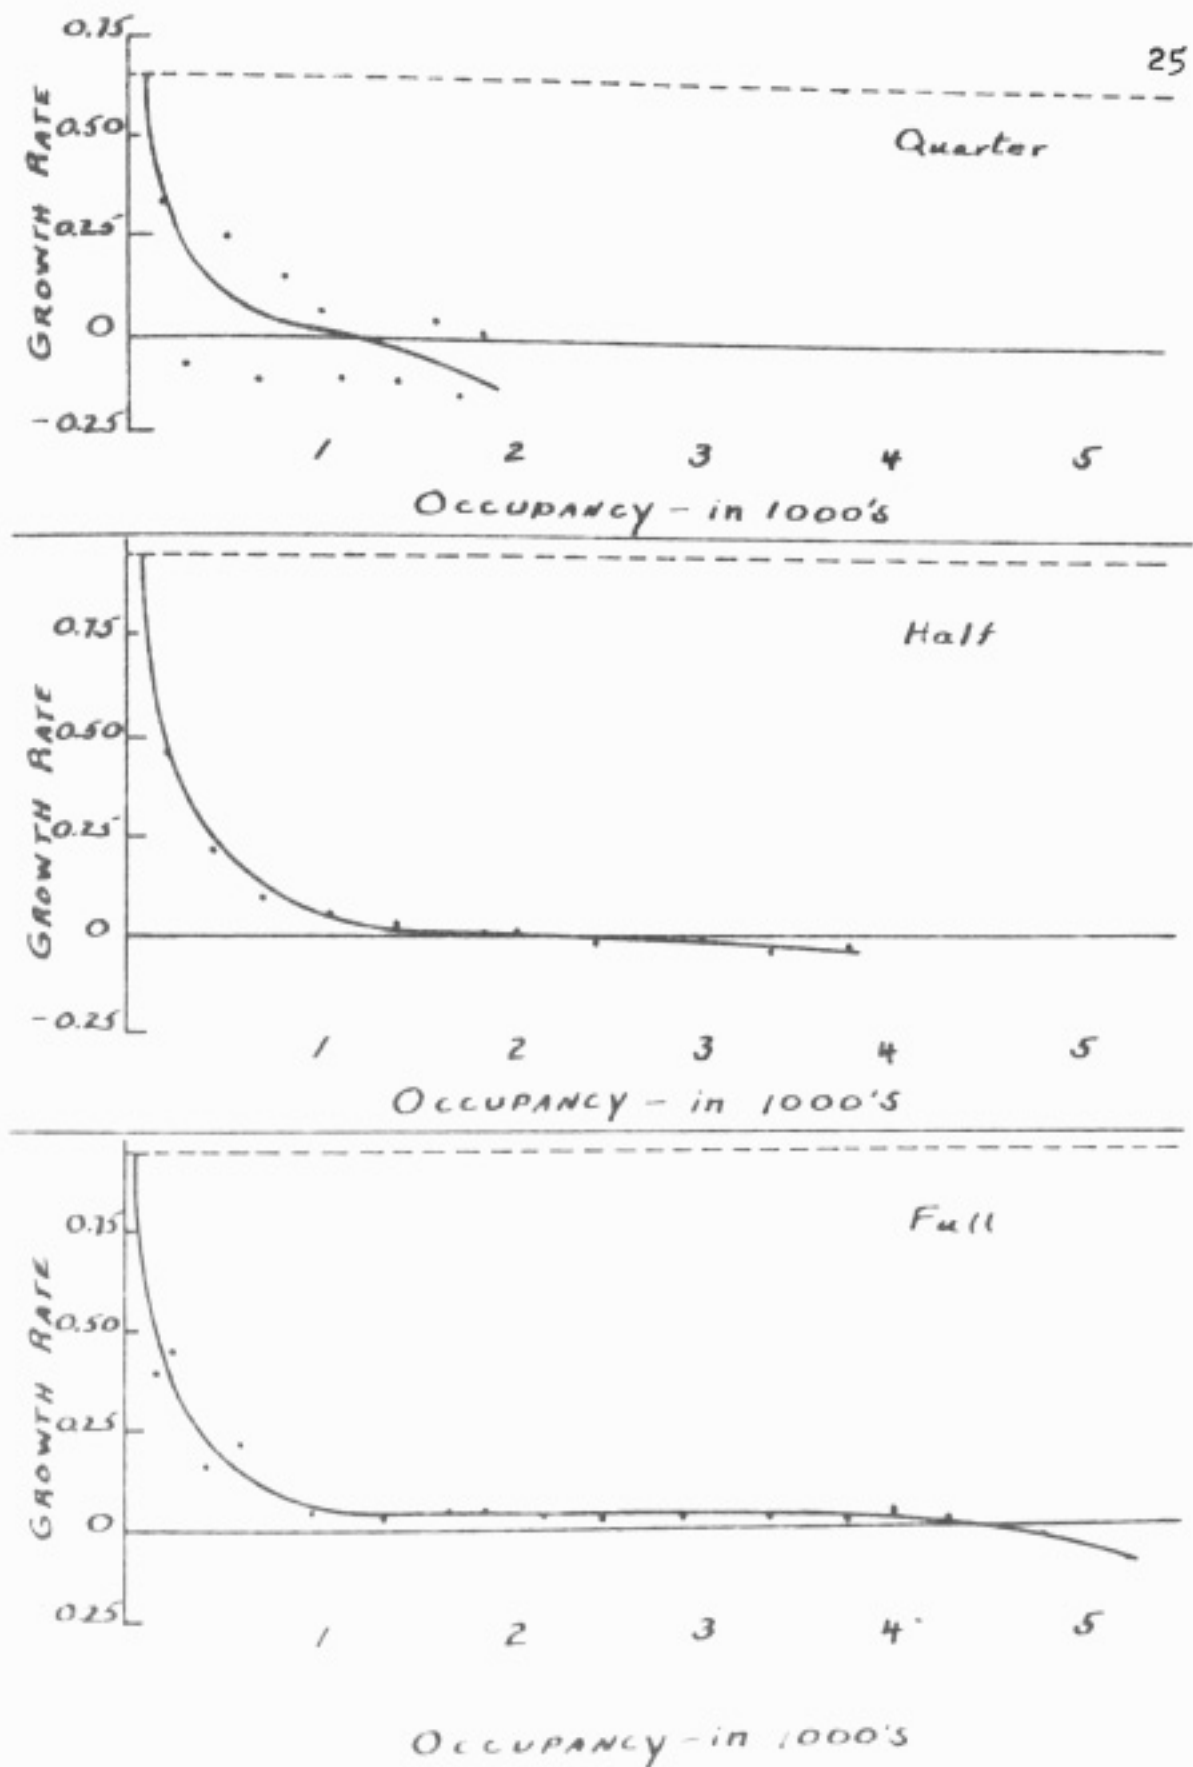 25
0.75
0.50
0.25
0
-0.25
GROWTH RATE
Quarter
1 2 3 4 5
OCCUPANCY - in 1000's
0.75
0.50
0.25
0
-0.25
GROWTH RATE
Half
1 2 3 4 5
OCCUPANCY - in 1000's
0.75
0.50
0.25
0
0.25
GROWTH RATE
Full
1 2 3 4 5
OCCUPANCY - in 1000's